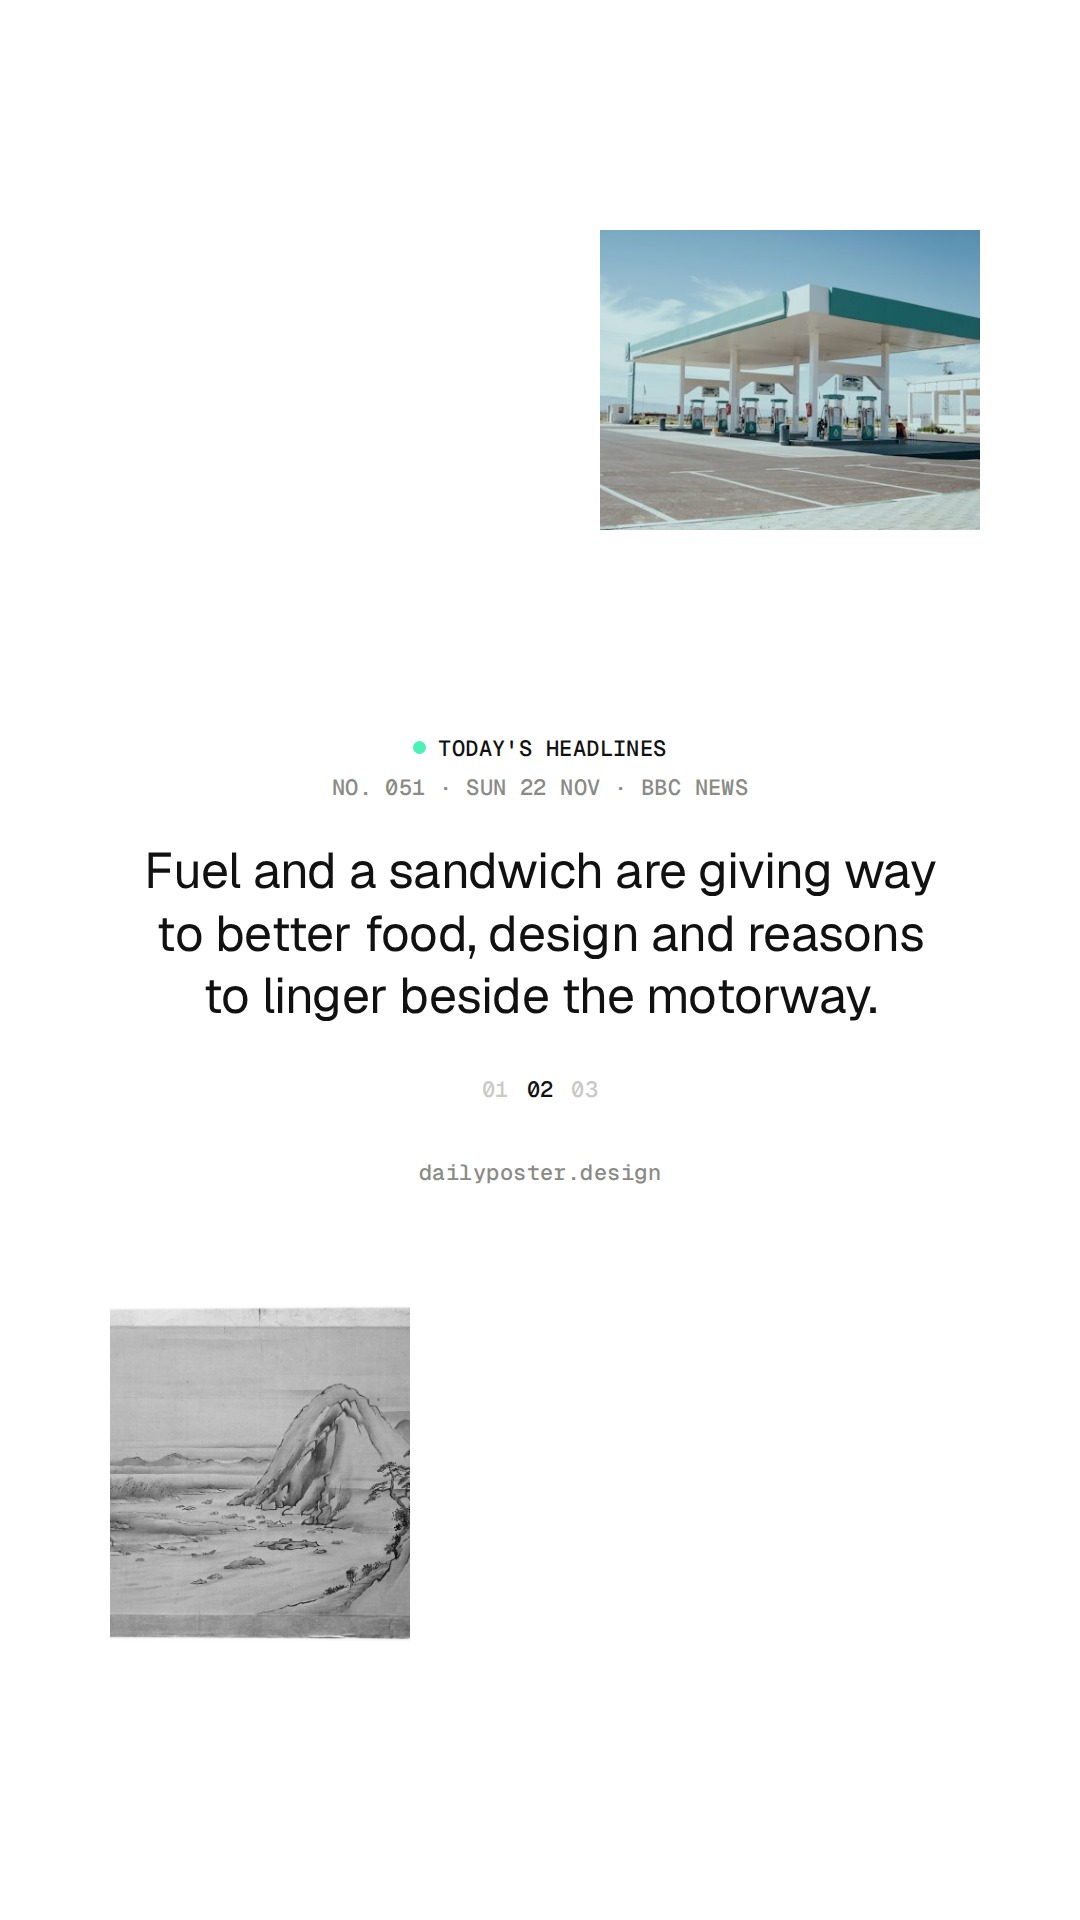 TODAY'S HEADLINES
NO. 051 · SUN 22 NOV · BBC NEWS
Fuel and a sandwich are giving way
to better food, design and reasons
to linger beside the motorway.
01 02 03
dailyposter.design